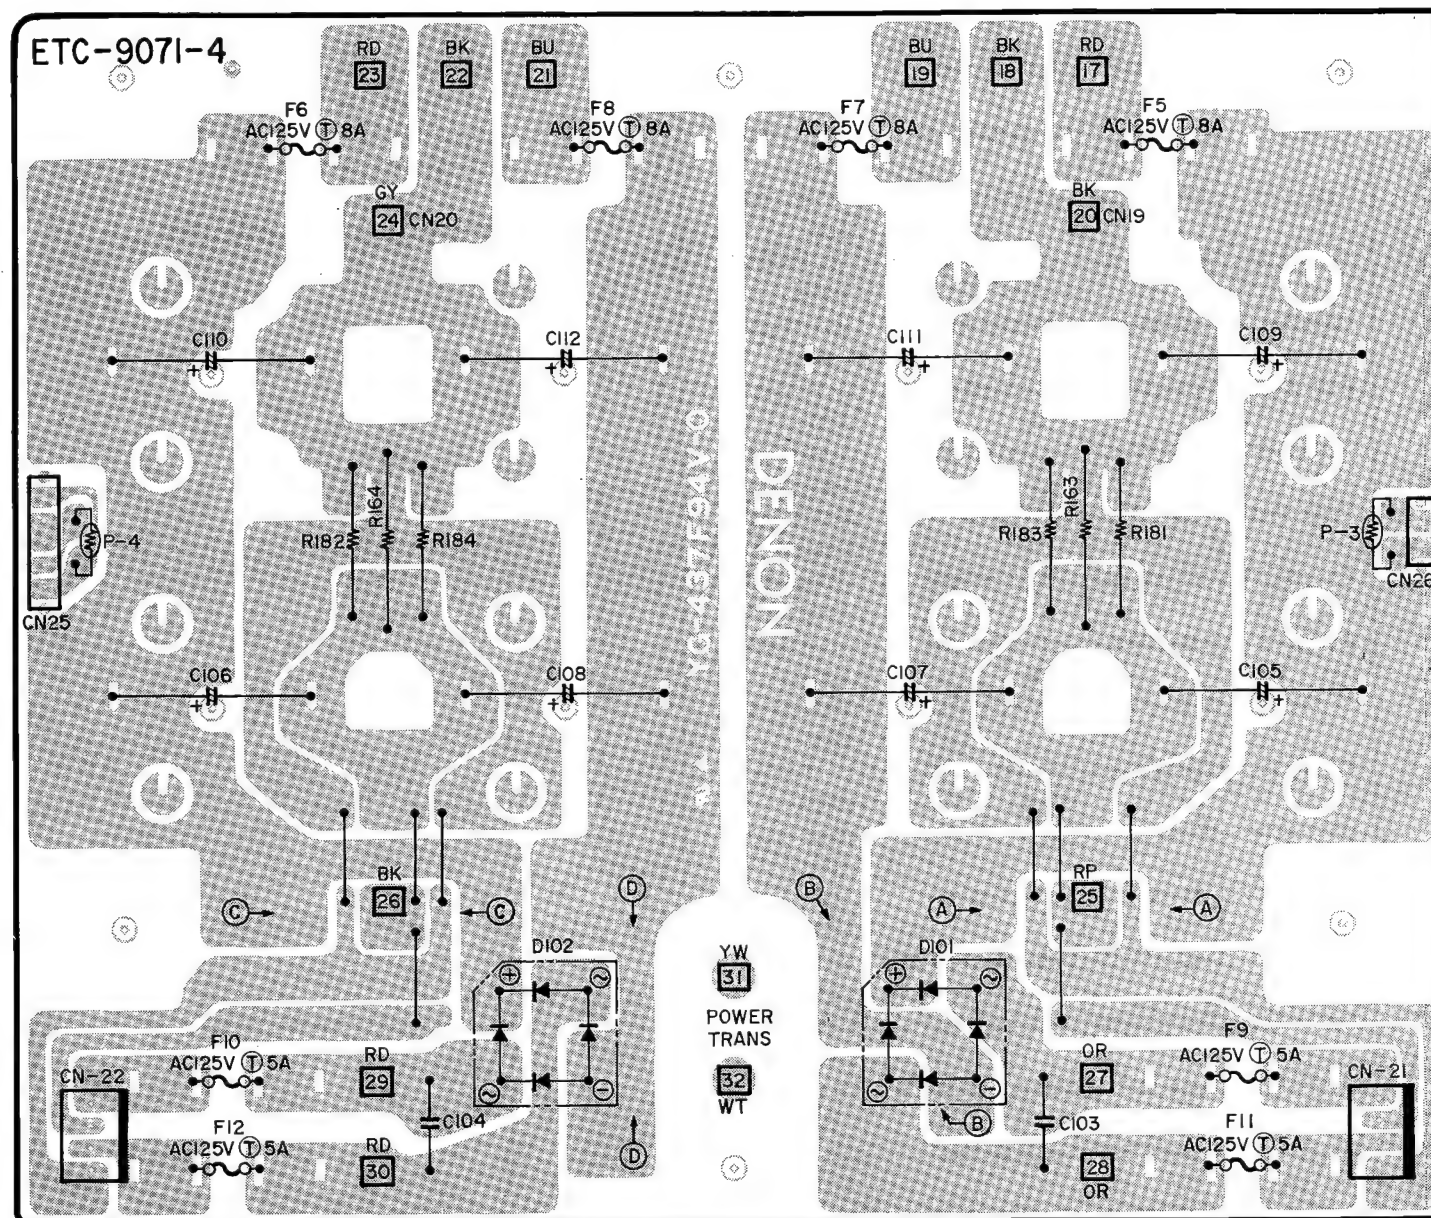 ETC-9071-4
RD
23
BK
22
BU
21
BU
19
BK
18
RD
17
F6
AC125V Ⓣ 8A
F8
AC125V Ⓣ 8A
F7
AC125V Ⓣ 8A
F5
AC125V Ⓣ 8A
GY
24 CN20
BK
20 CN19
C110
+
C112
+
C111
+
C109
+
DENON
R182
R164
R184
R183
R163
R181
P-4
CN25
P-3
CN26
C106
+
C108
+
C107
+
C105
+
BK
26
RP
25
C
C
D
B
A
A
D102
+
~
~
−
YW
31
POWER
TRANS
32
WT
D101
+
~
~
−
F10
AC125V Ⓣ 5A
RD
29
OR
27
F9
AC125V Ⓣ 5A
CN-22
CN-21
C104
D
B
C103
F12
AC125V Ⓣ 5A
RD
30
28
OR
F11
AC125V Ⓣ 5A